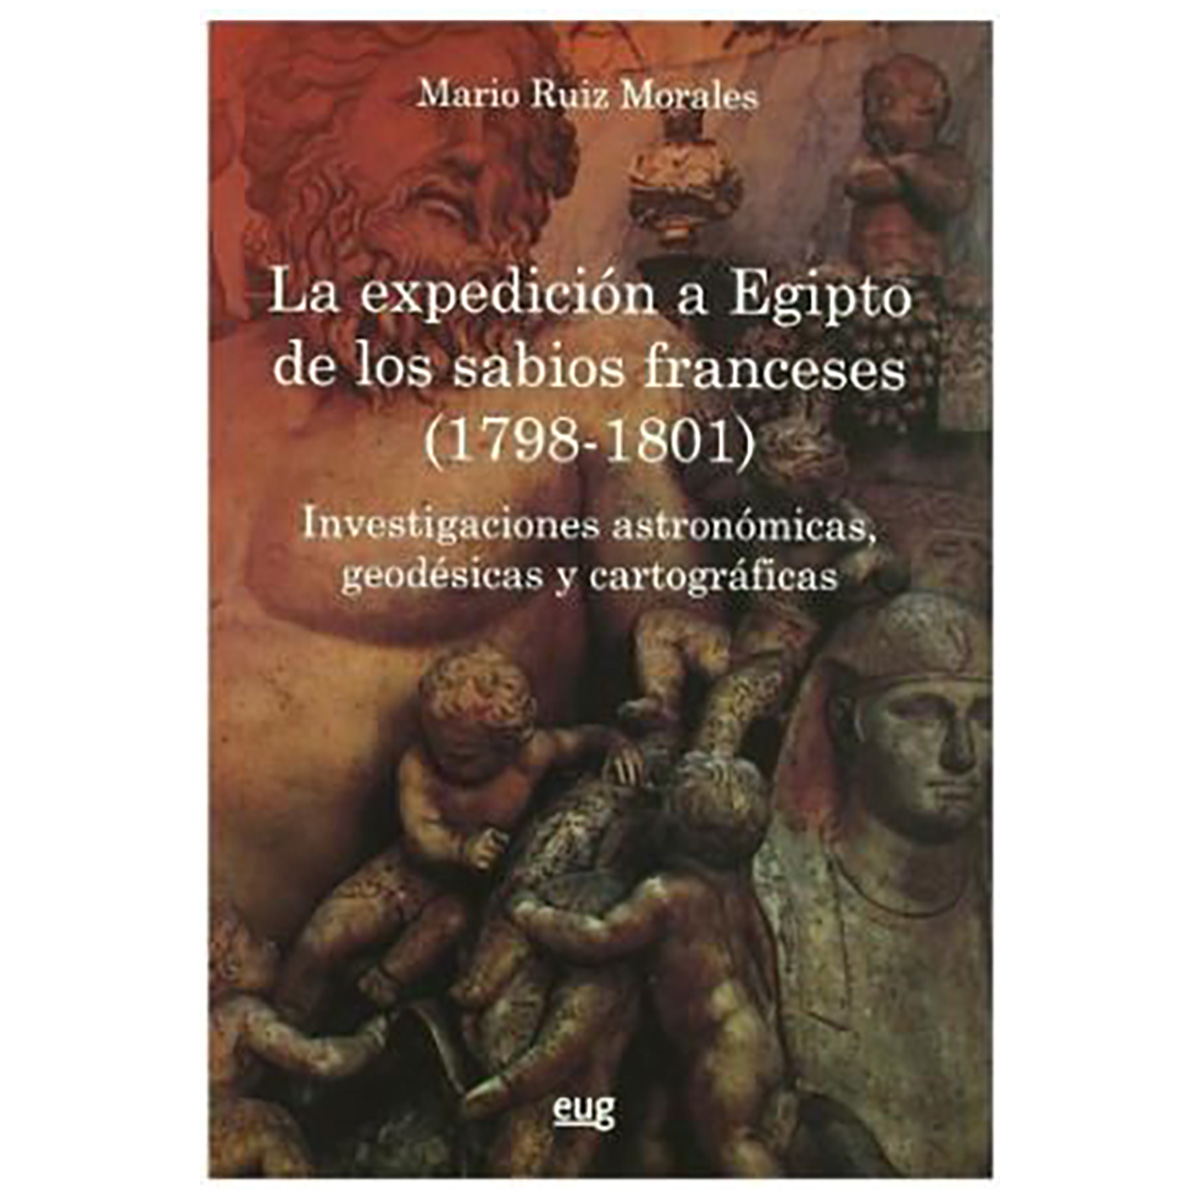 Mario Ruiz Morales
La expedición a Egipto
de los sabios franceses
(1798-1801)
Investigaciones astronómicas,
geodésicas y cartográficas
eug